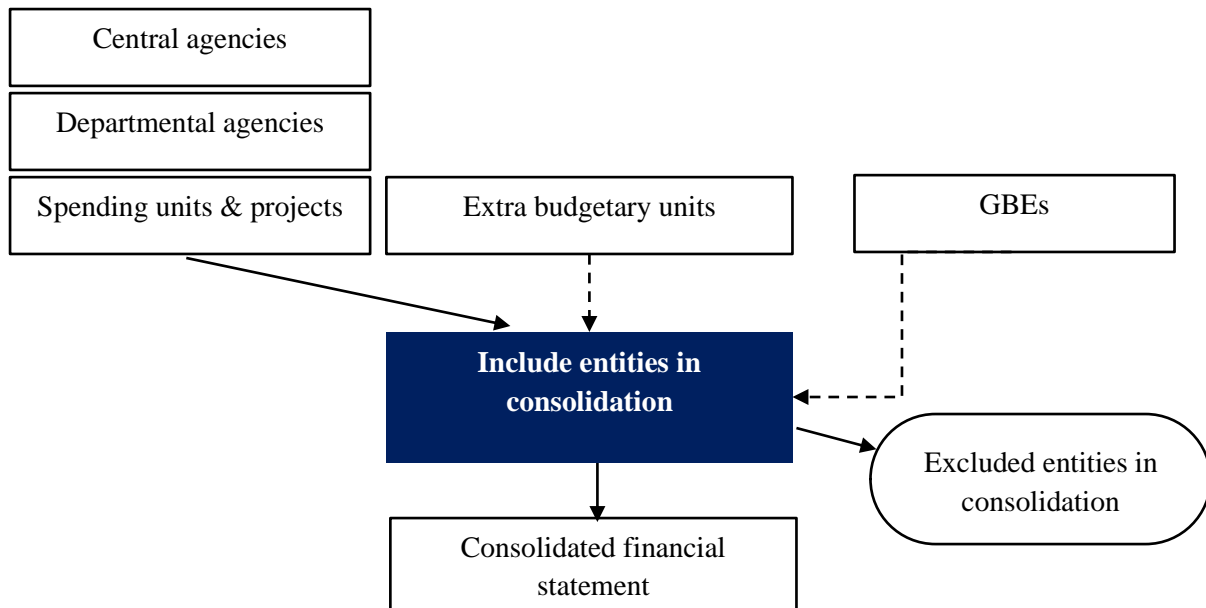 Central agencies
Departmental agencies
Spending units & projects
Extra budgetary units
GBEs
Include entities in
consolidation
Excluded entities in
consolidation
Consolidated financial
statement